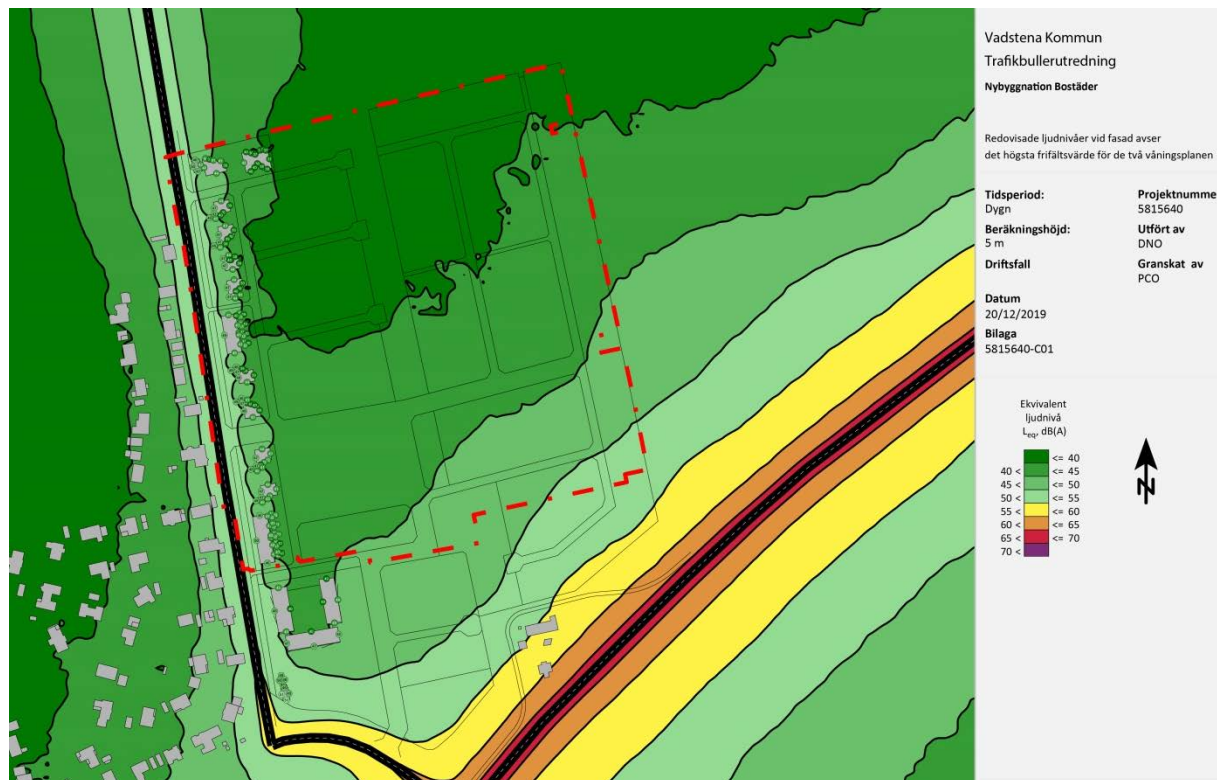 Vadstena Kommun
Trafikbullerutredning
Nybyggnation Bostäder
Redovisade ljudnivåer vid fasad avser
det högsta frifältsvärde för de två våningsplanen
Tidsperiod:
Dygn
Projektnumme
5815640
Beräkningshöjd:
5 m
Utfört av
DNO
Driftsfall
Granskat av
PCO
Datum
20/12/2019
Bilaga
5815640-C01
Ekvivalent
ljudnivå
Leq, dB(A)
<= 40
40 < <= 45
45 < <= 50
50 < <= 55
55 < <= 60
60 < <= 65
65 < <= 70
70 <
N